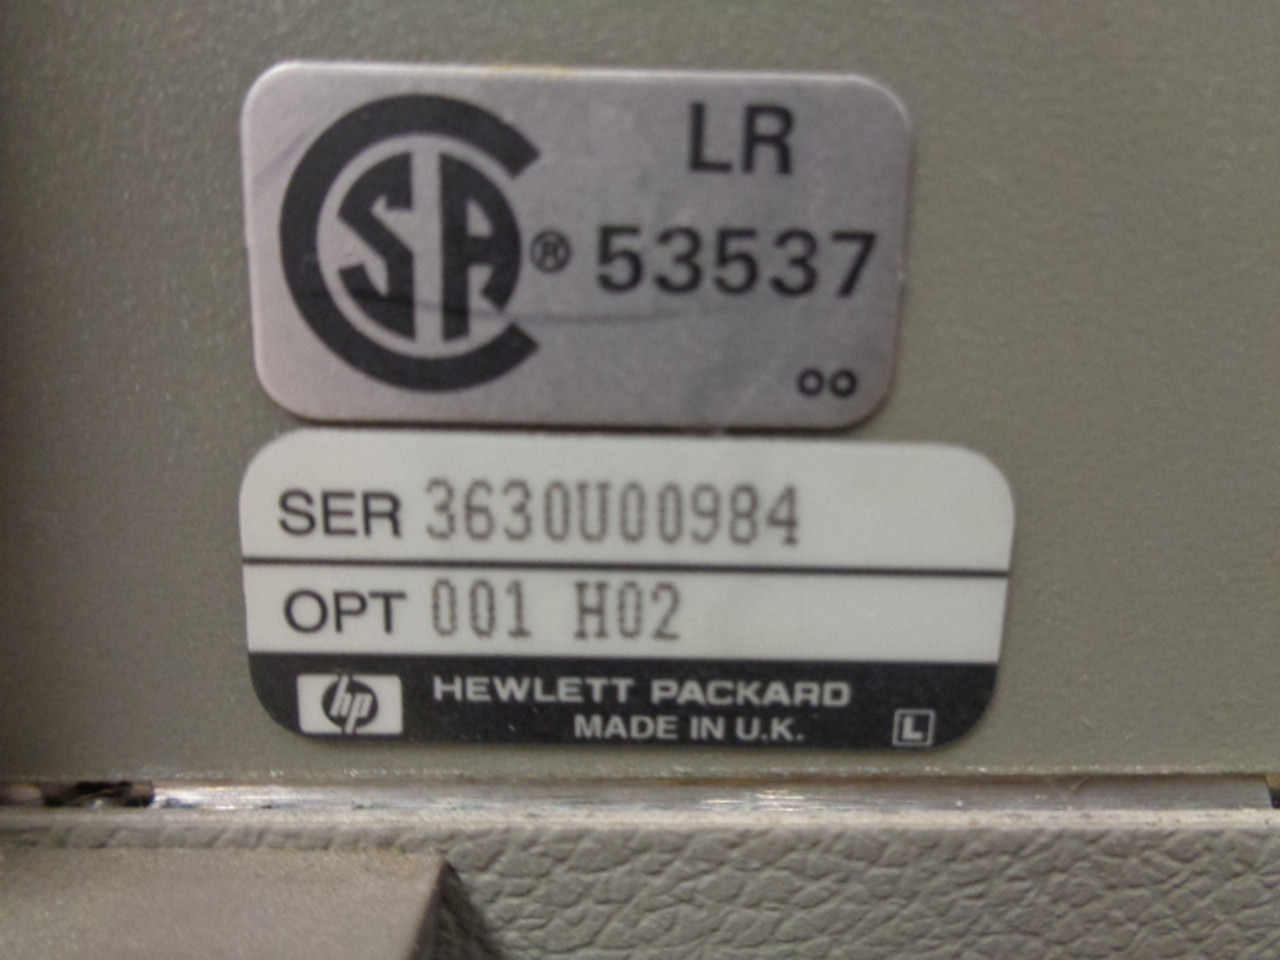 LR
CSA ® 53537
oo
SER 3630U00984
OPT 001 H02
hp HEWLETT PACKARD
MADE IN U.K. L